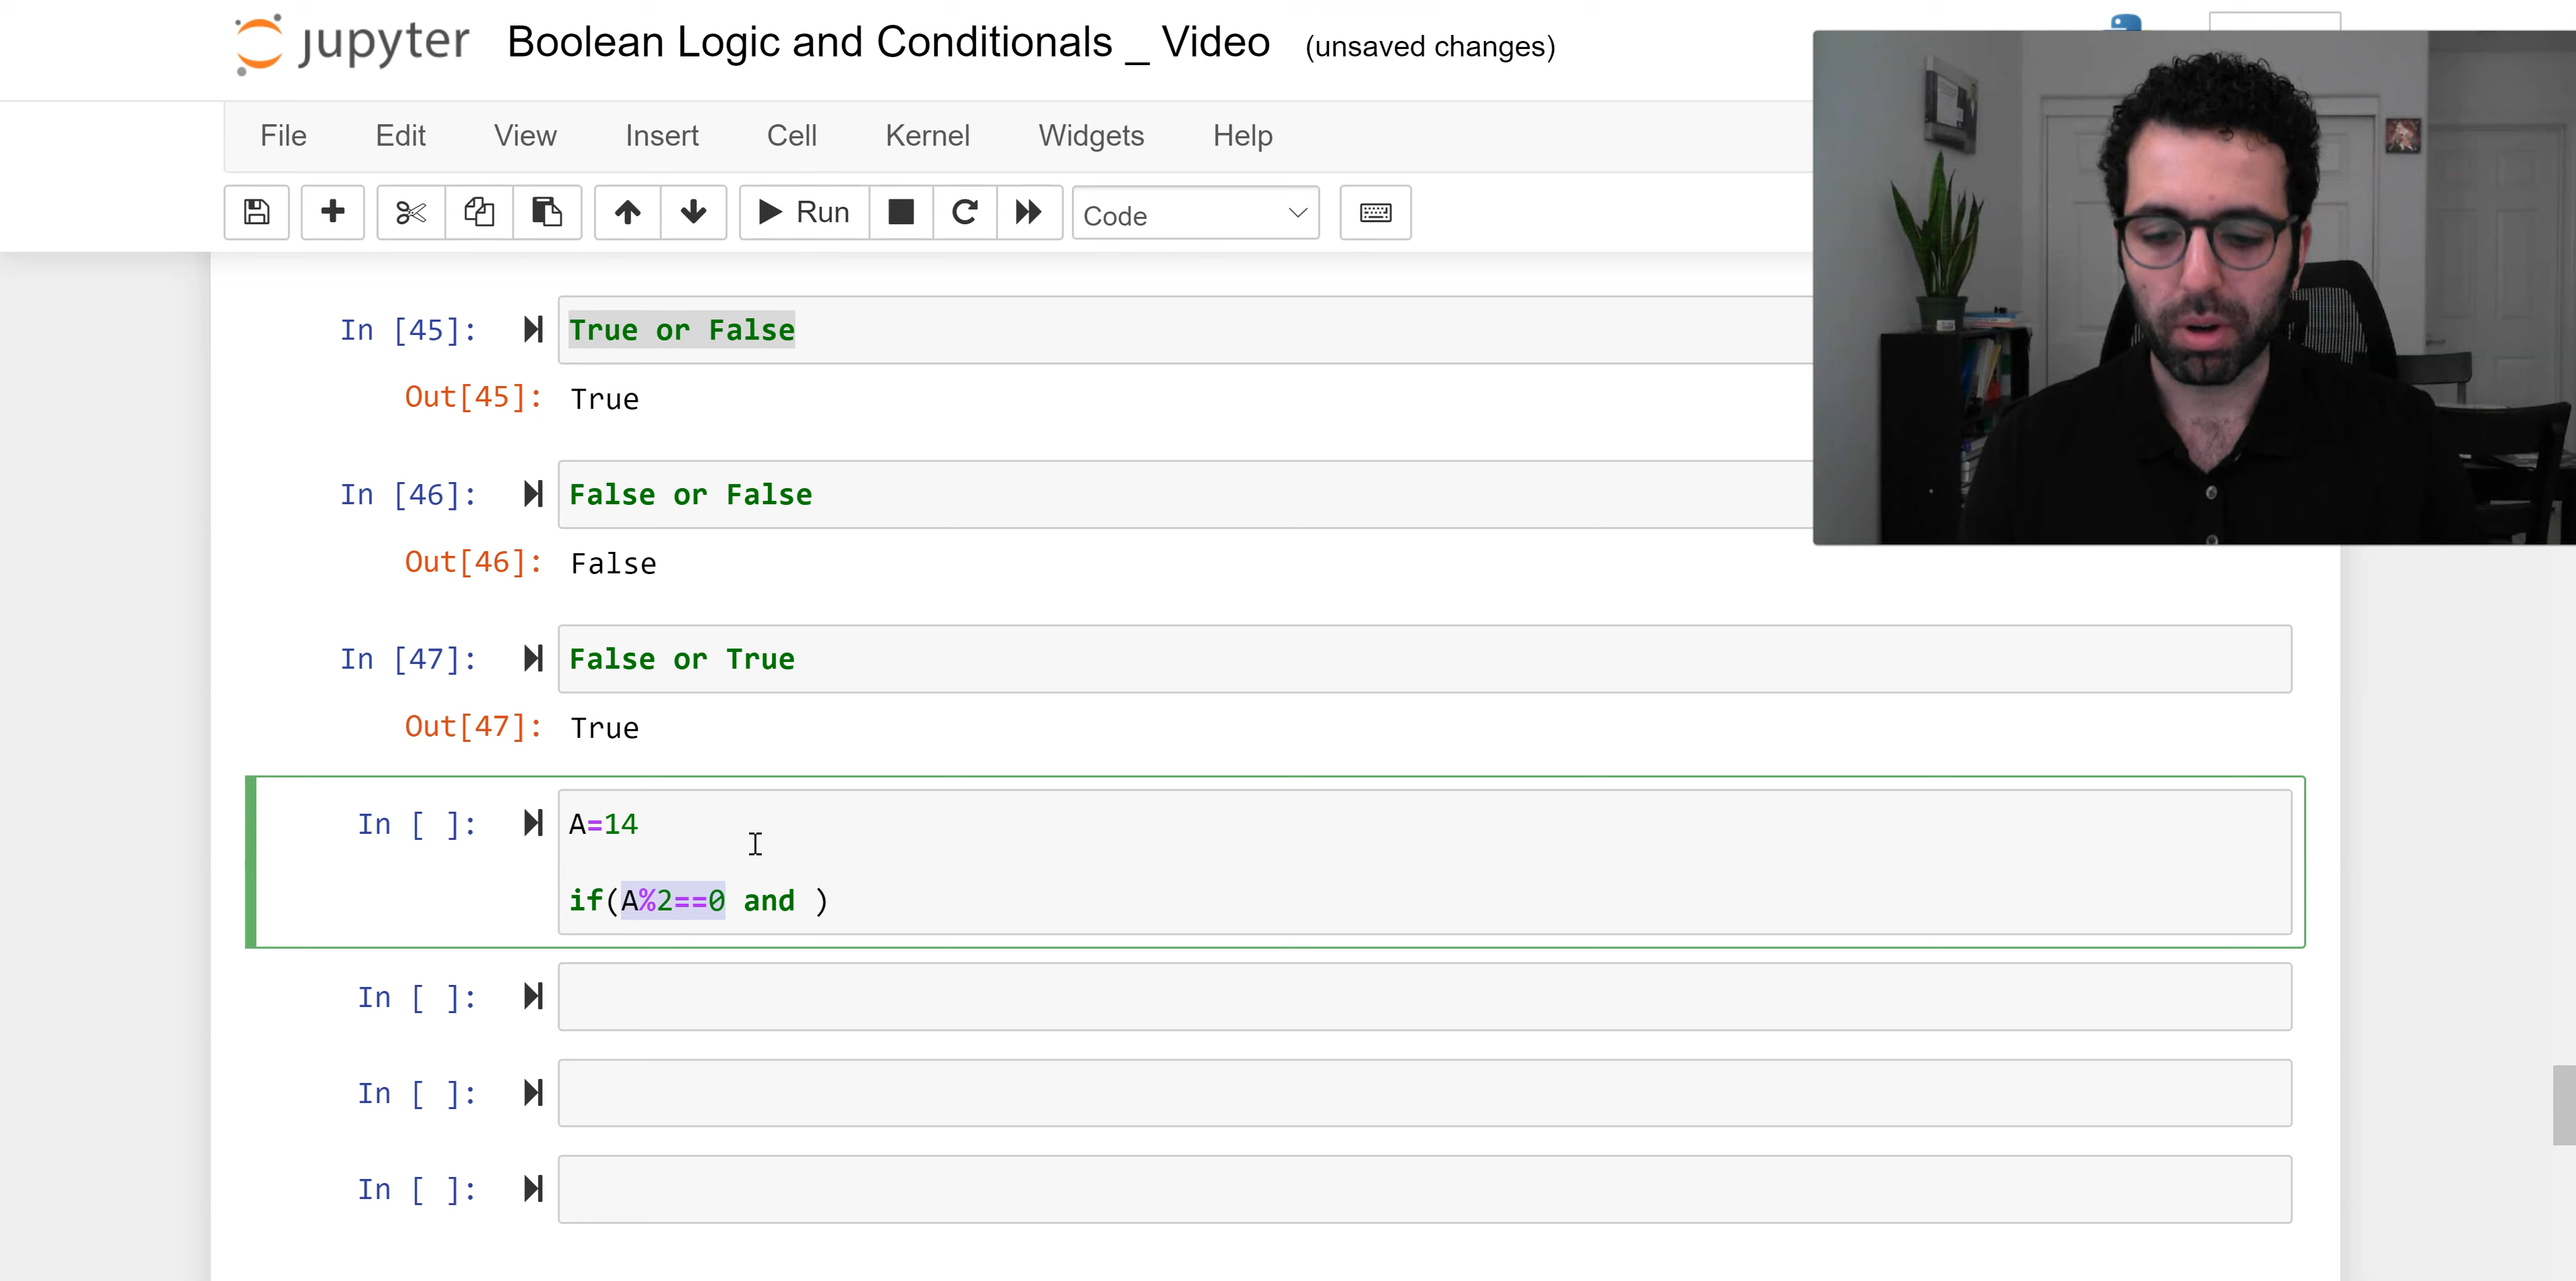 jupyter Boolean Logic and Conditionals _ Video (unsaved changes)
File Edit View Insert Cell Kernel Widgets Help
Run Code
In [45]: True or False
Out[45]: True
In [46]: False or False
Out[46]: False
In [47]: False or True
Out[47]: True
In [ ]: A=14
if(A%2==0 and )
In [ ]:
In [ ]:
In [ ]: